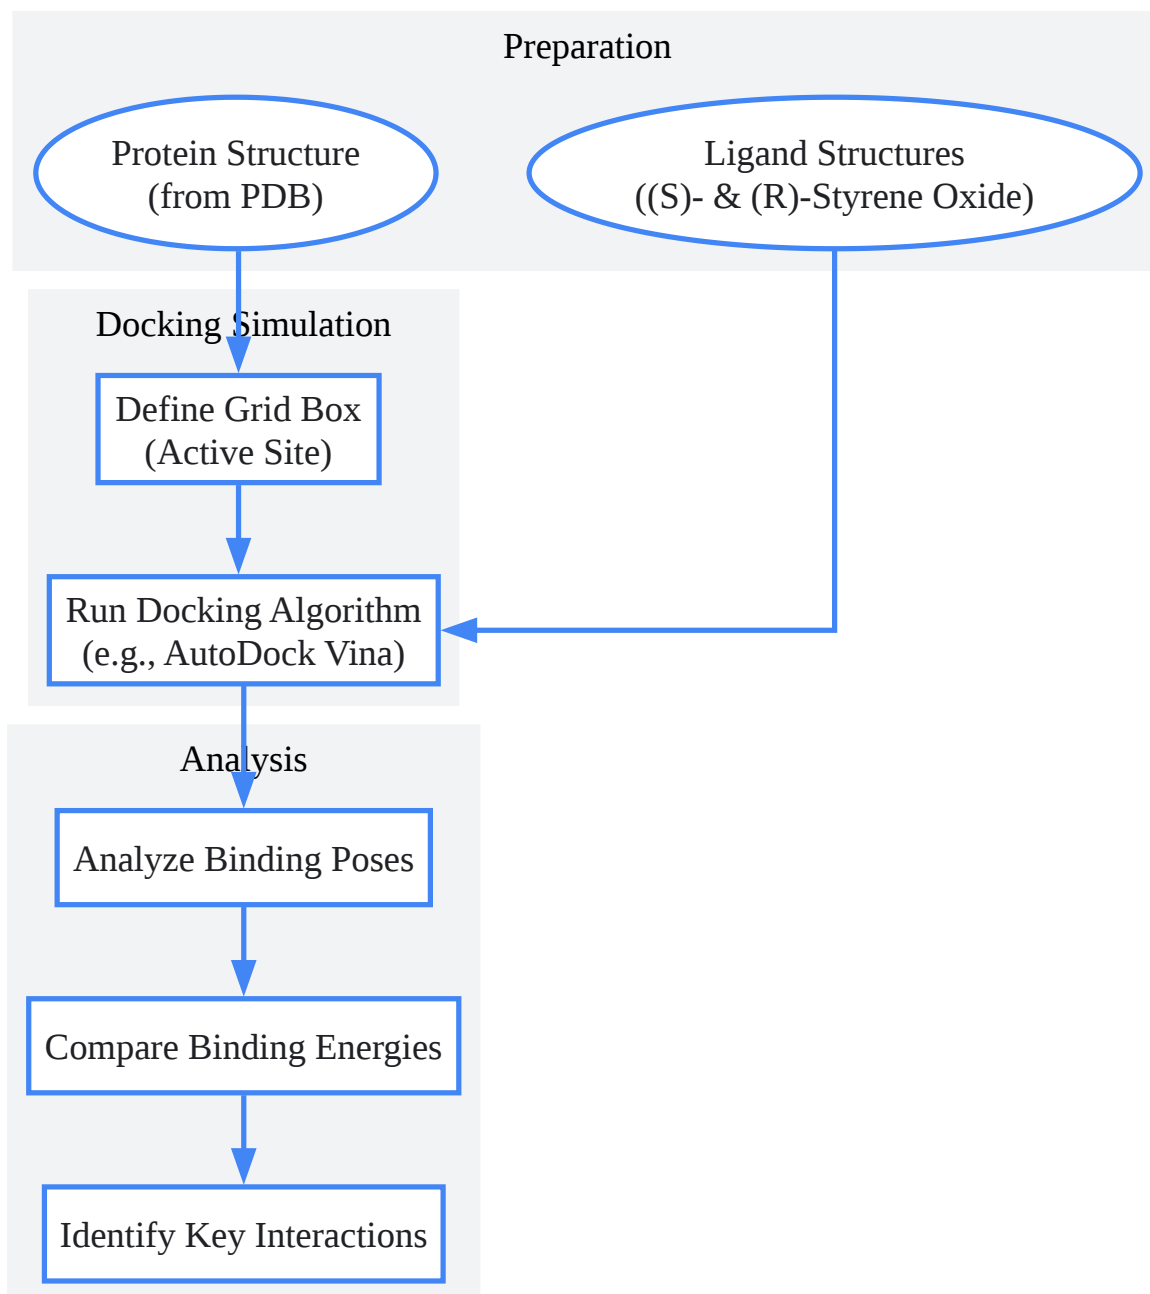 Preparation
Protein Structure
(from PDB)
Ligand Structures
((S)- & (R)-Styrene Oxide)
Docking Simulation
Define Grid Box
(Active Site)
Run Docking Algorithm
(e.g., AutoDock Vina)
Analysis
Analyze Binding Poses
Compare Binding Energies
Identify Key Interactions